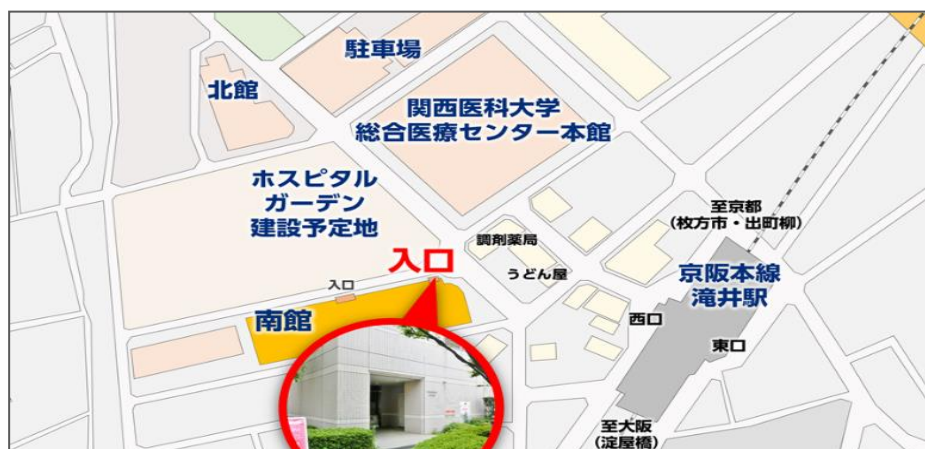 駐車場
北館
関西医科大学
総合医療センター本館
ホスピタル
ガーデン
建設予定地
至京都
(枚方市・出町柳)
調剤薬局
入口
うどん屋
京阪本線
滝井駅
入口
南館
西口
東口
至大阪
(淀屋橋)